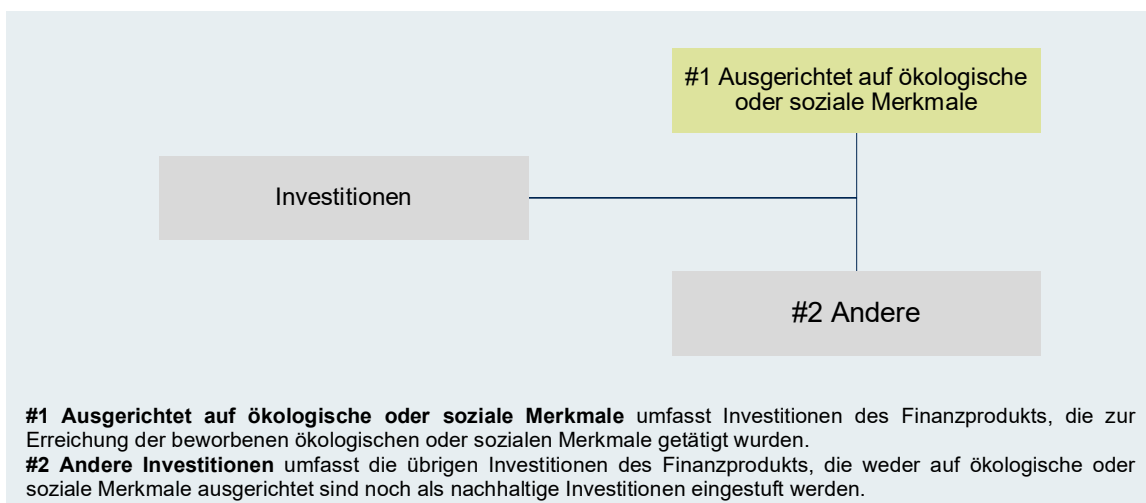 #1 Ausgerichtet auf ökologische
oder soziale Merkmale
Investitionen
#2 Andere
#1 Ausgerichtet auf ökologische oder soziale Merkmale umfasst Investitionen des Finanzprodukts, die zur
Erreichung der beworbenen ökologischen oder sozialen Merkmale getätigt wurden.
#2 Andere Investitionen umfasst die übrigen Investitionen des Finanzprodukts, die weder auf ökologische oder
soziale Merkmale ausgerichtet sind noch als nachhaltige Investitionen eingestuft werden.